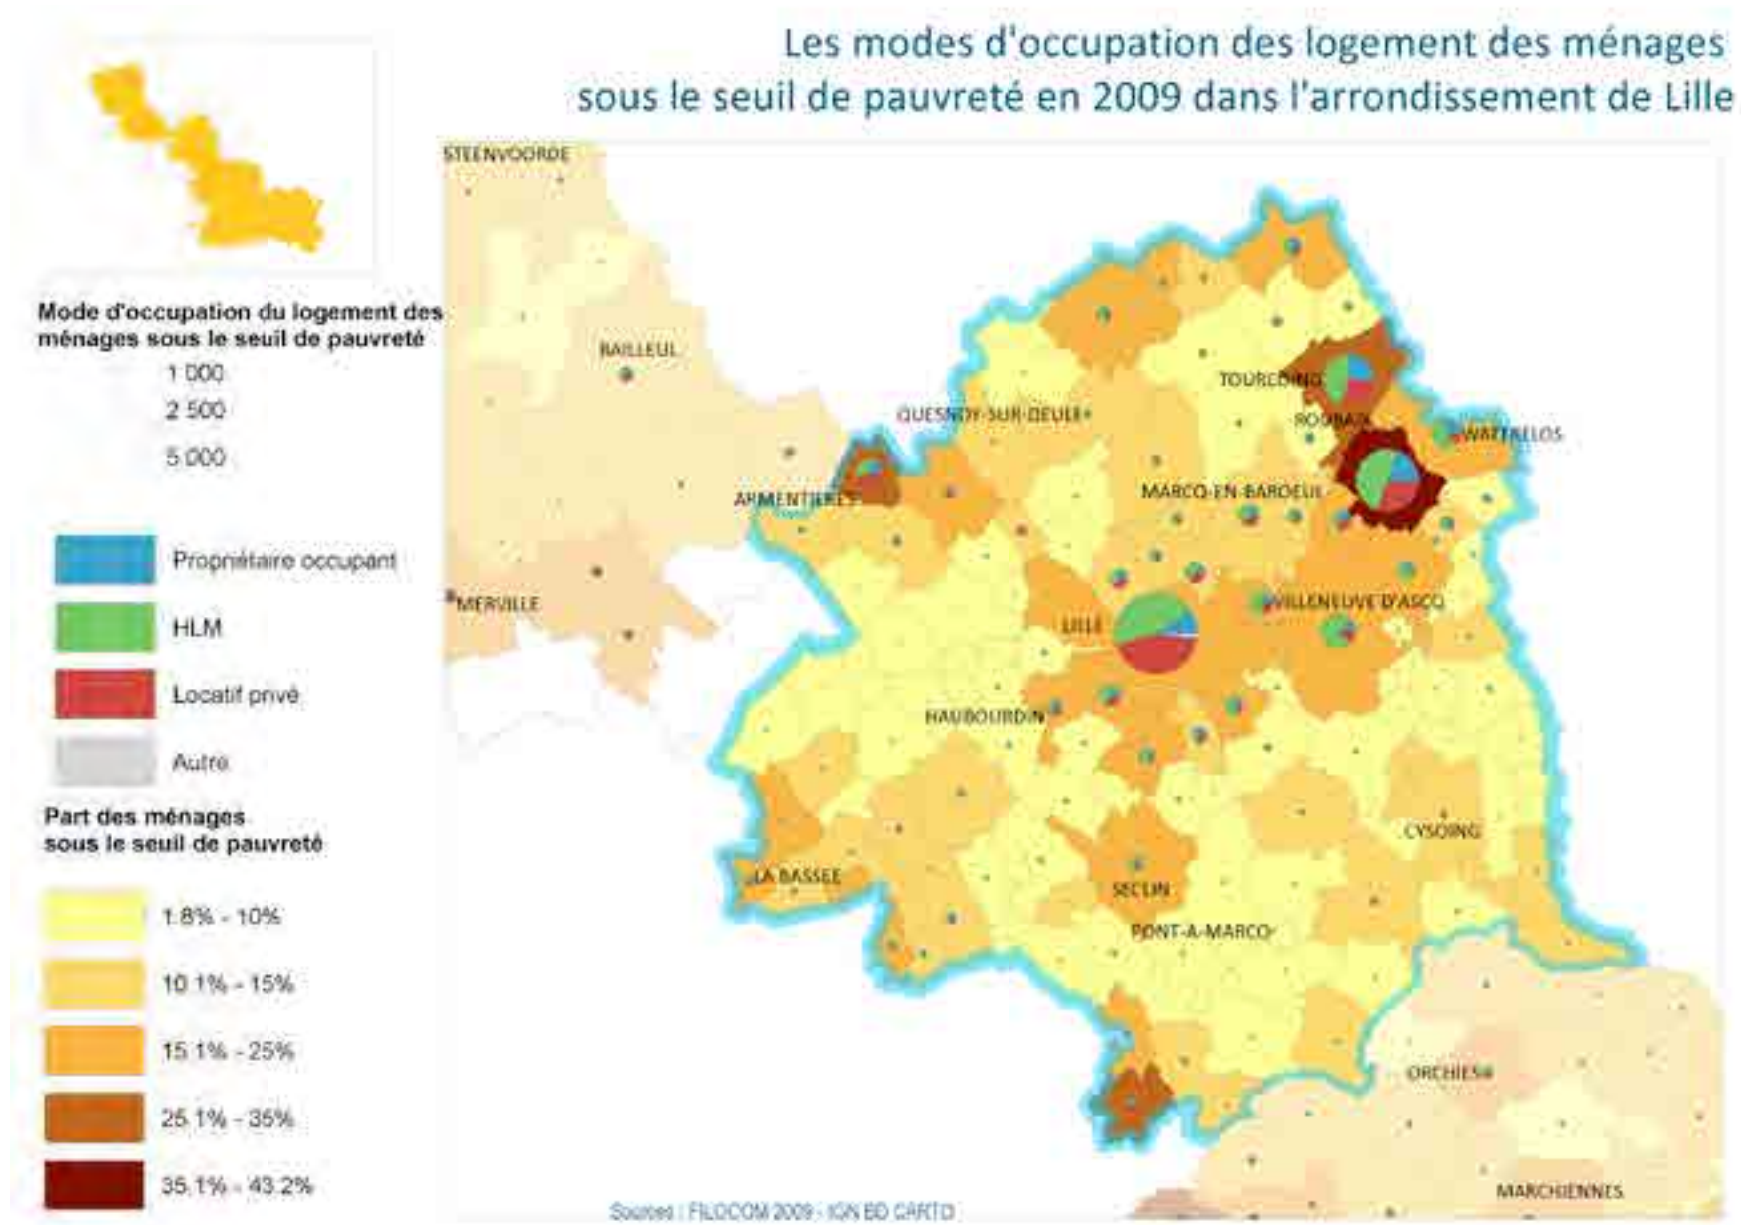 Les modes d'occupation des logement des ménages
sous le seuil de pauvreté en 2009 dans l'arrondissement de Lille
Mode d'occupation du logement des
ménages sous le seuil de pauvreté
1 000
2 500
5 000
Propriétaire occupant
HLM
Locatif privé
Autre
Part des ménages
sous le seuil de pauvreté
1.8% - 10%
10.1% - 15%
15.1% - 25%
25.1% - 35%
35.1% - 43.2%
STEENVOORDE
BAILLEUL
TOURCOING
QUESNOY-SUR-DEULE
ROUBAIX
WATTRELOS
ARMENTIERES
MARCQ-EN-BAROEUL
MERVILLE
VILLENEUVE D'ASCQ
LILLE
HAUBOURDIN
CYSOING
LA BASSEE
SECLIN
PONT-A-MARCQ
ORCHIES
MARCHIENNES
Sources : FILOCOM 2009 - IGN BD CARTO